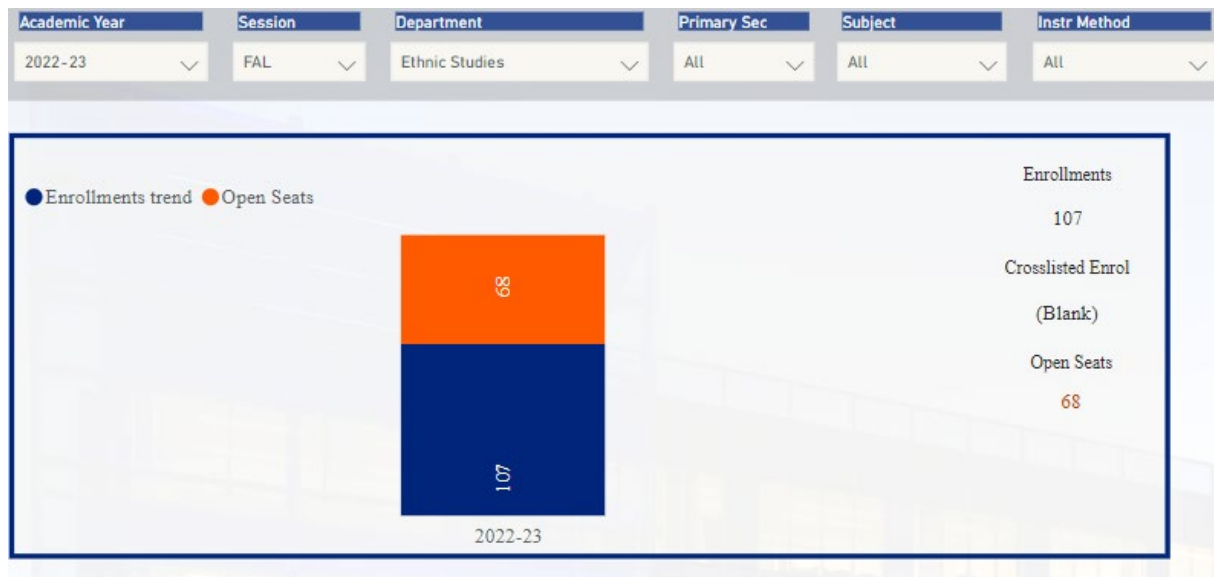 Academic Year Session Department Primary Sec Subject Instr Method
2022-23 FAL Ethnic Studies All All All
Enrollments trend Open Seats
68
107
2022-23
Enrollments
107
Crosslisted Enrol
(Blank)
Open Seats
68